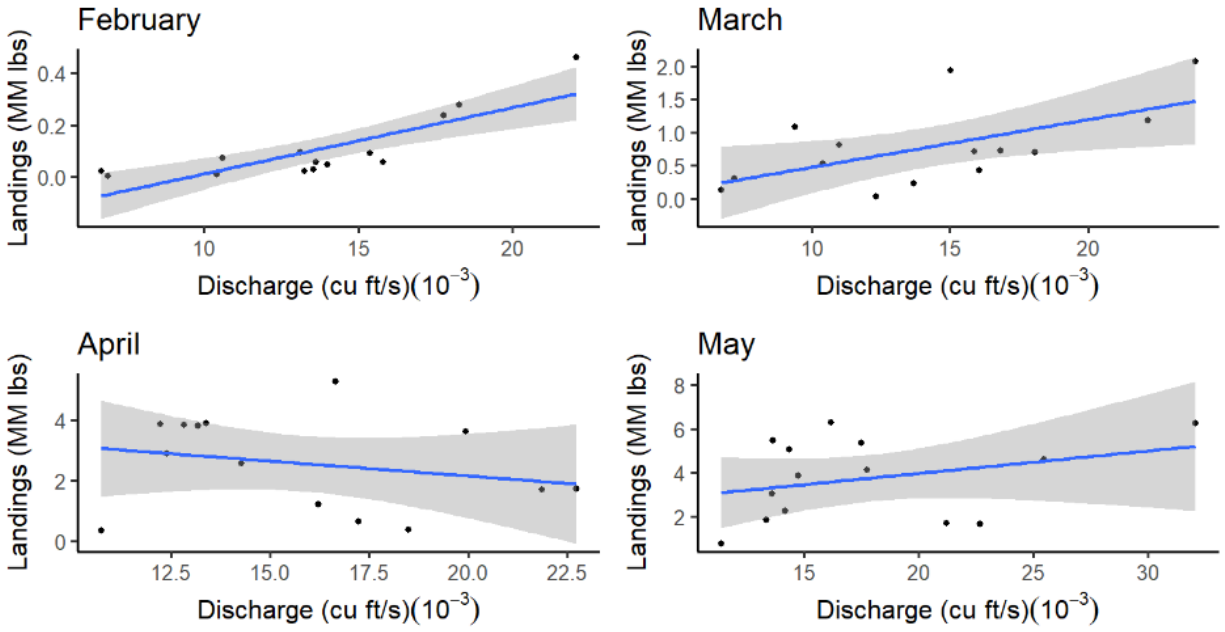 February
Landings (MM lbs)
0.4
0.2
0.0
10
15
20
Discharge (cu ft/s)(10⁻³)
March
Landings (MM lbs)
2.0
1.5
1.0
0.5
0.0
10
15
20
Discharge (cu ft/s)(10⁻³)
April
Landings (MM lbs)
4
2
0
12.5
15.0
17.5
20.0
22.5
Discharge (cu ft/s)(10⁻³)
May
Landings (MM lbs)
8
6
4
2
15
20
25
30
Discharge (cu ft/s)(10⁻³)